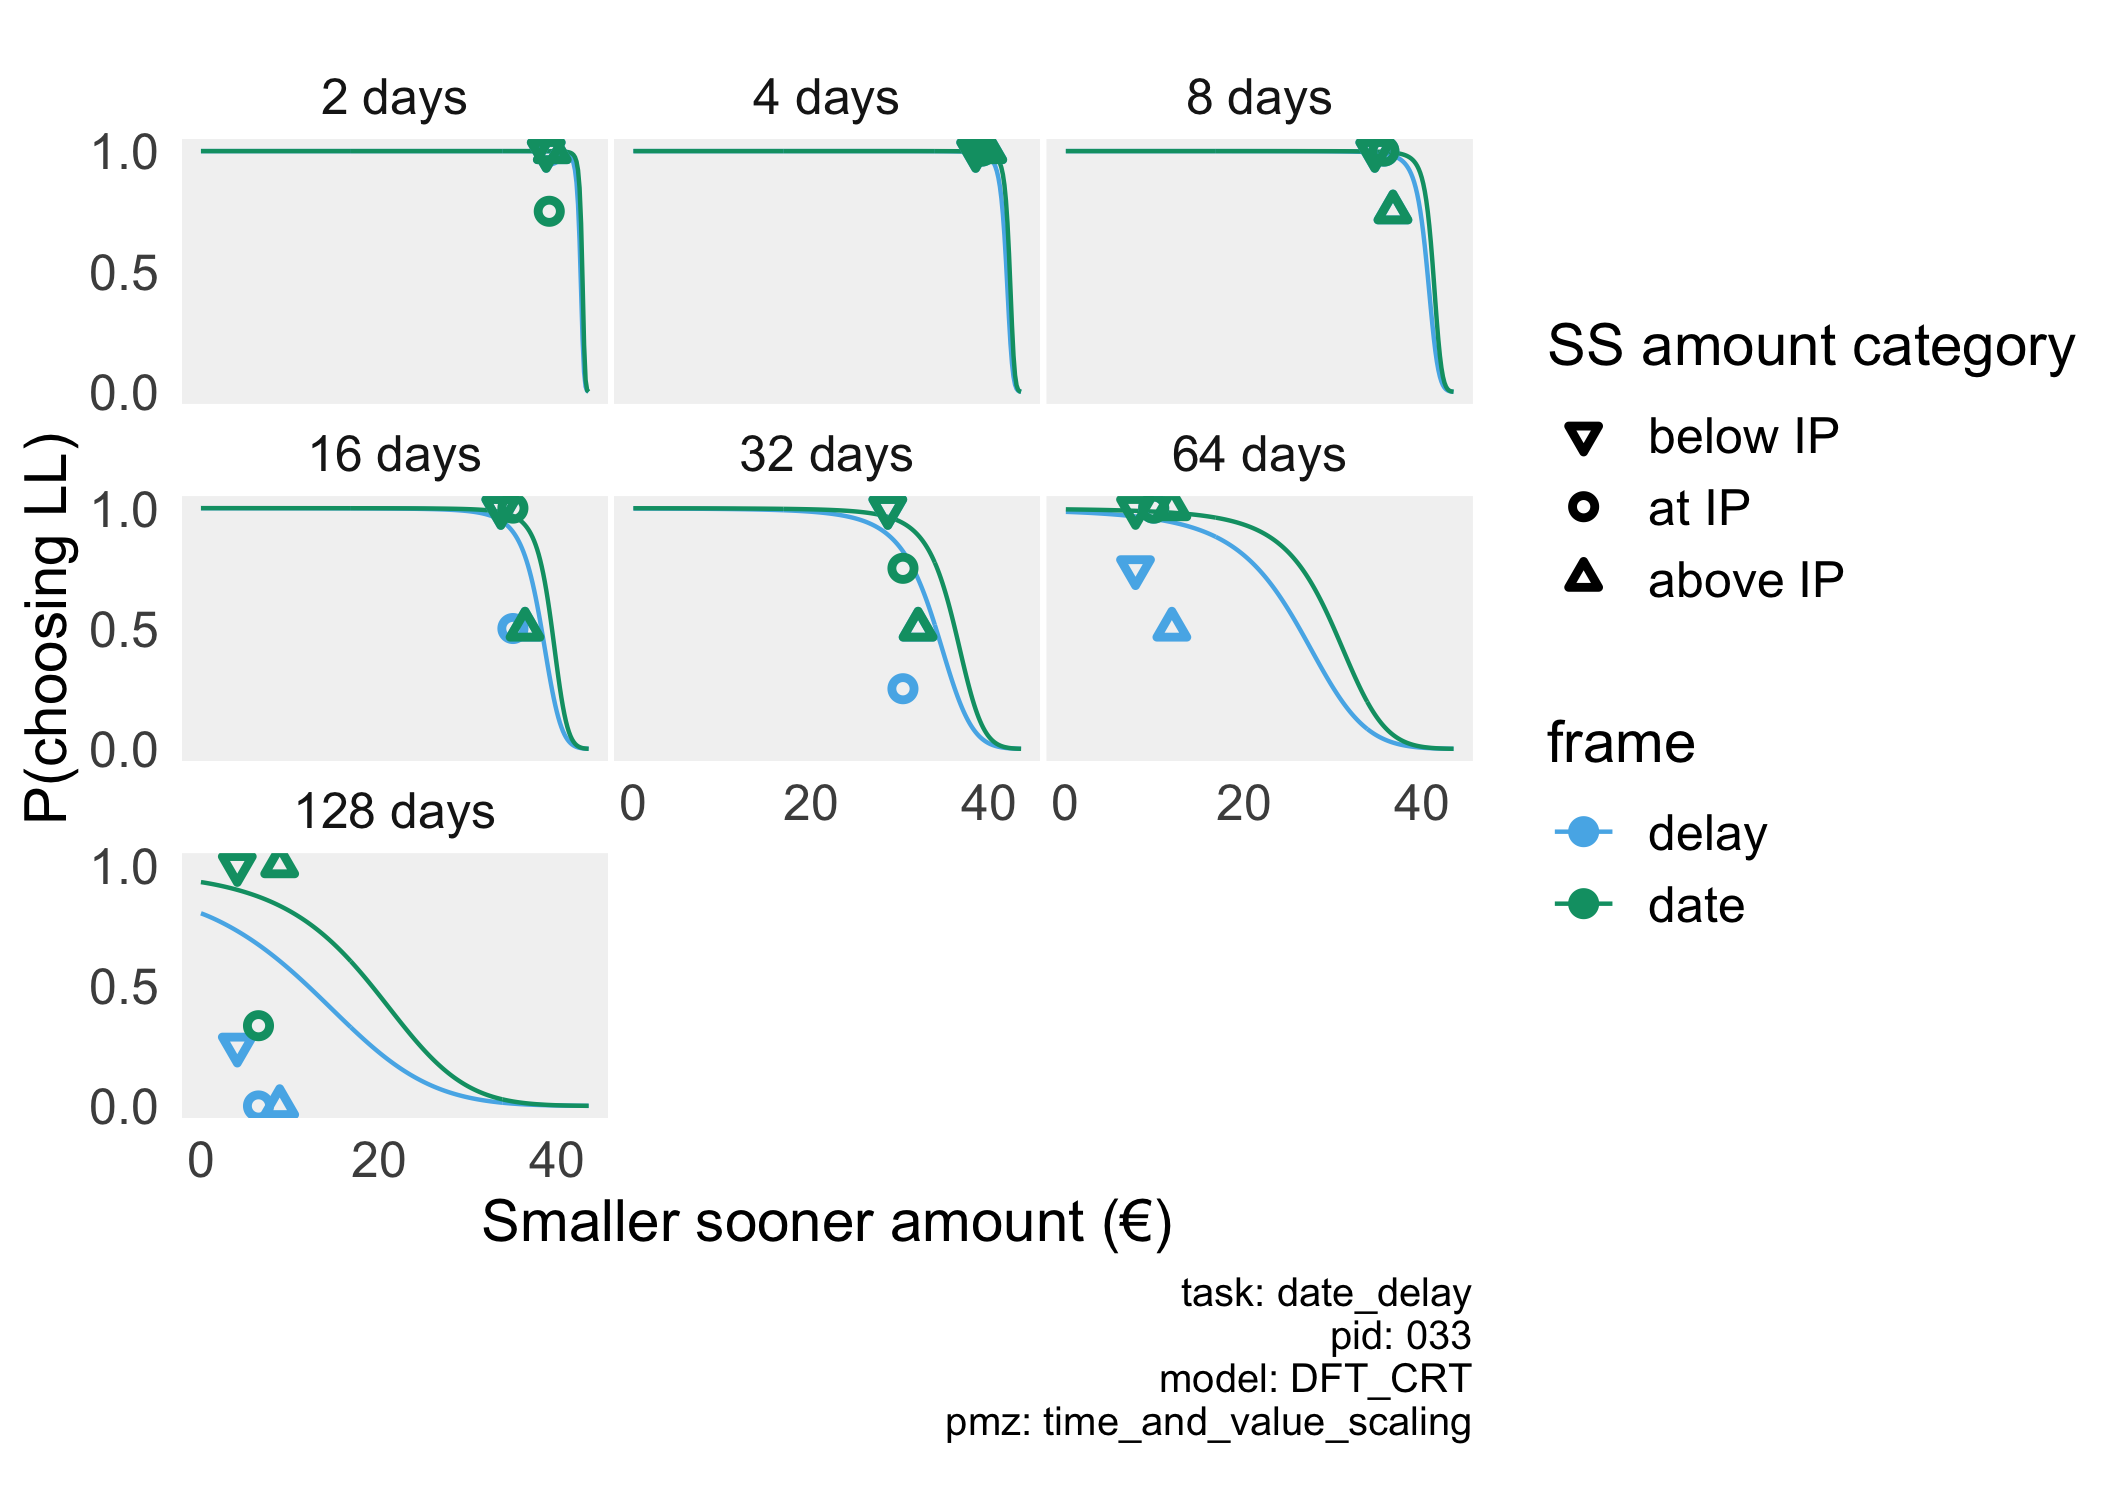 2 days
4 days
8 days
1.0
0.5
0.0
16 days
32 days
64 days
1.0
0.5
0.0
0
20
40
0
20
40
128 days
1.0
0.5
0.0
0
20
40
P(choosing LL)
Smaller sooner amount (€)
SS amount category
below IP
at IP
above IP
frame
delay
date
task: date_delay
pid: 033
model: DFT_CRT
pmz: time_and_value_scaling